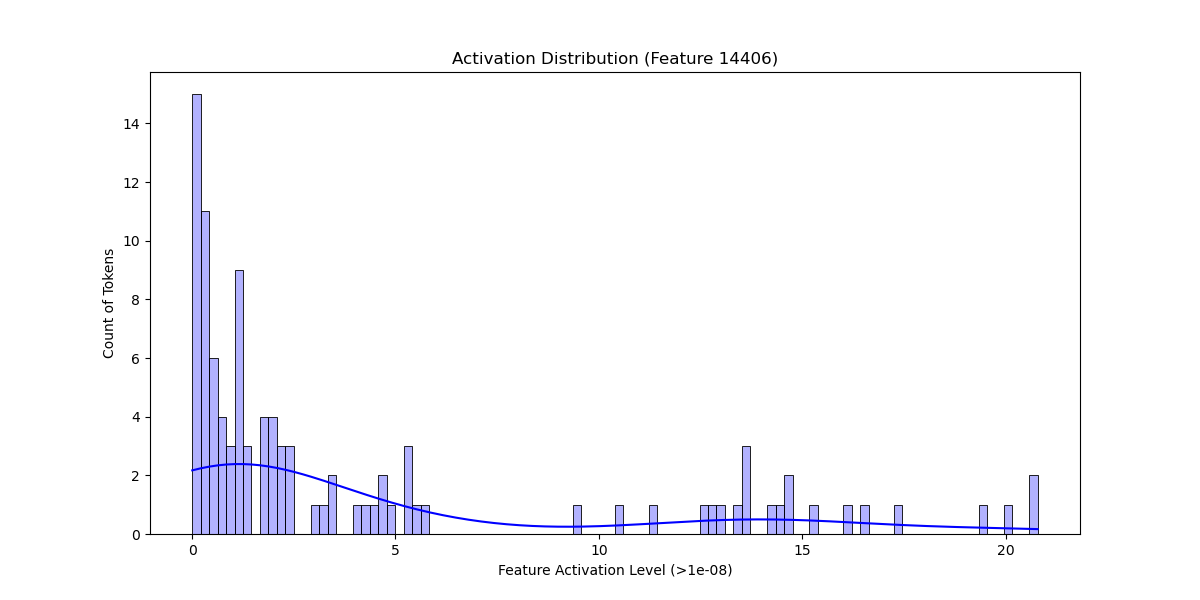 Activation Distribution (Feature 14406)
Count of Tokens
14
12
10
8
6
4
2
0
0 5 10 15 20
Feature Activation Level (>1e-08)